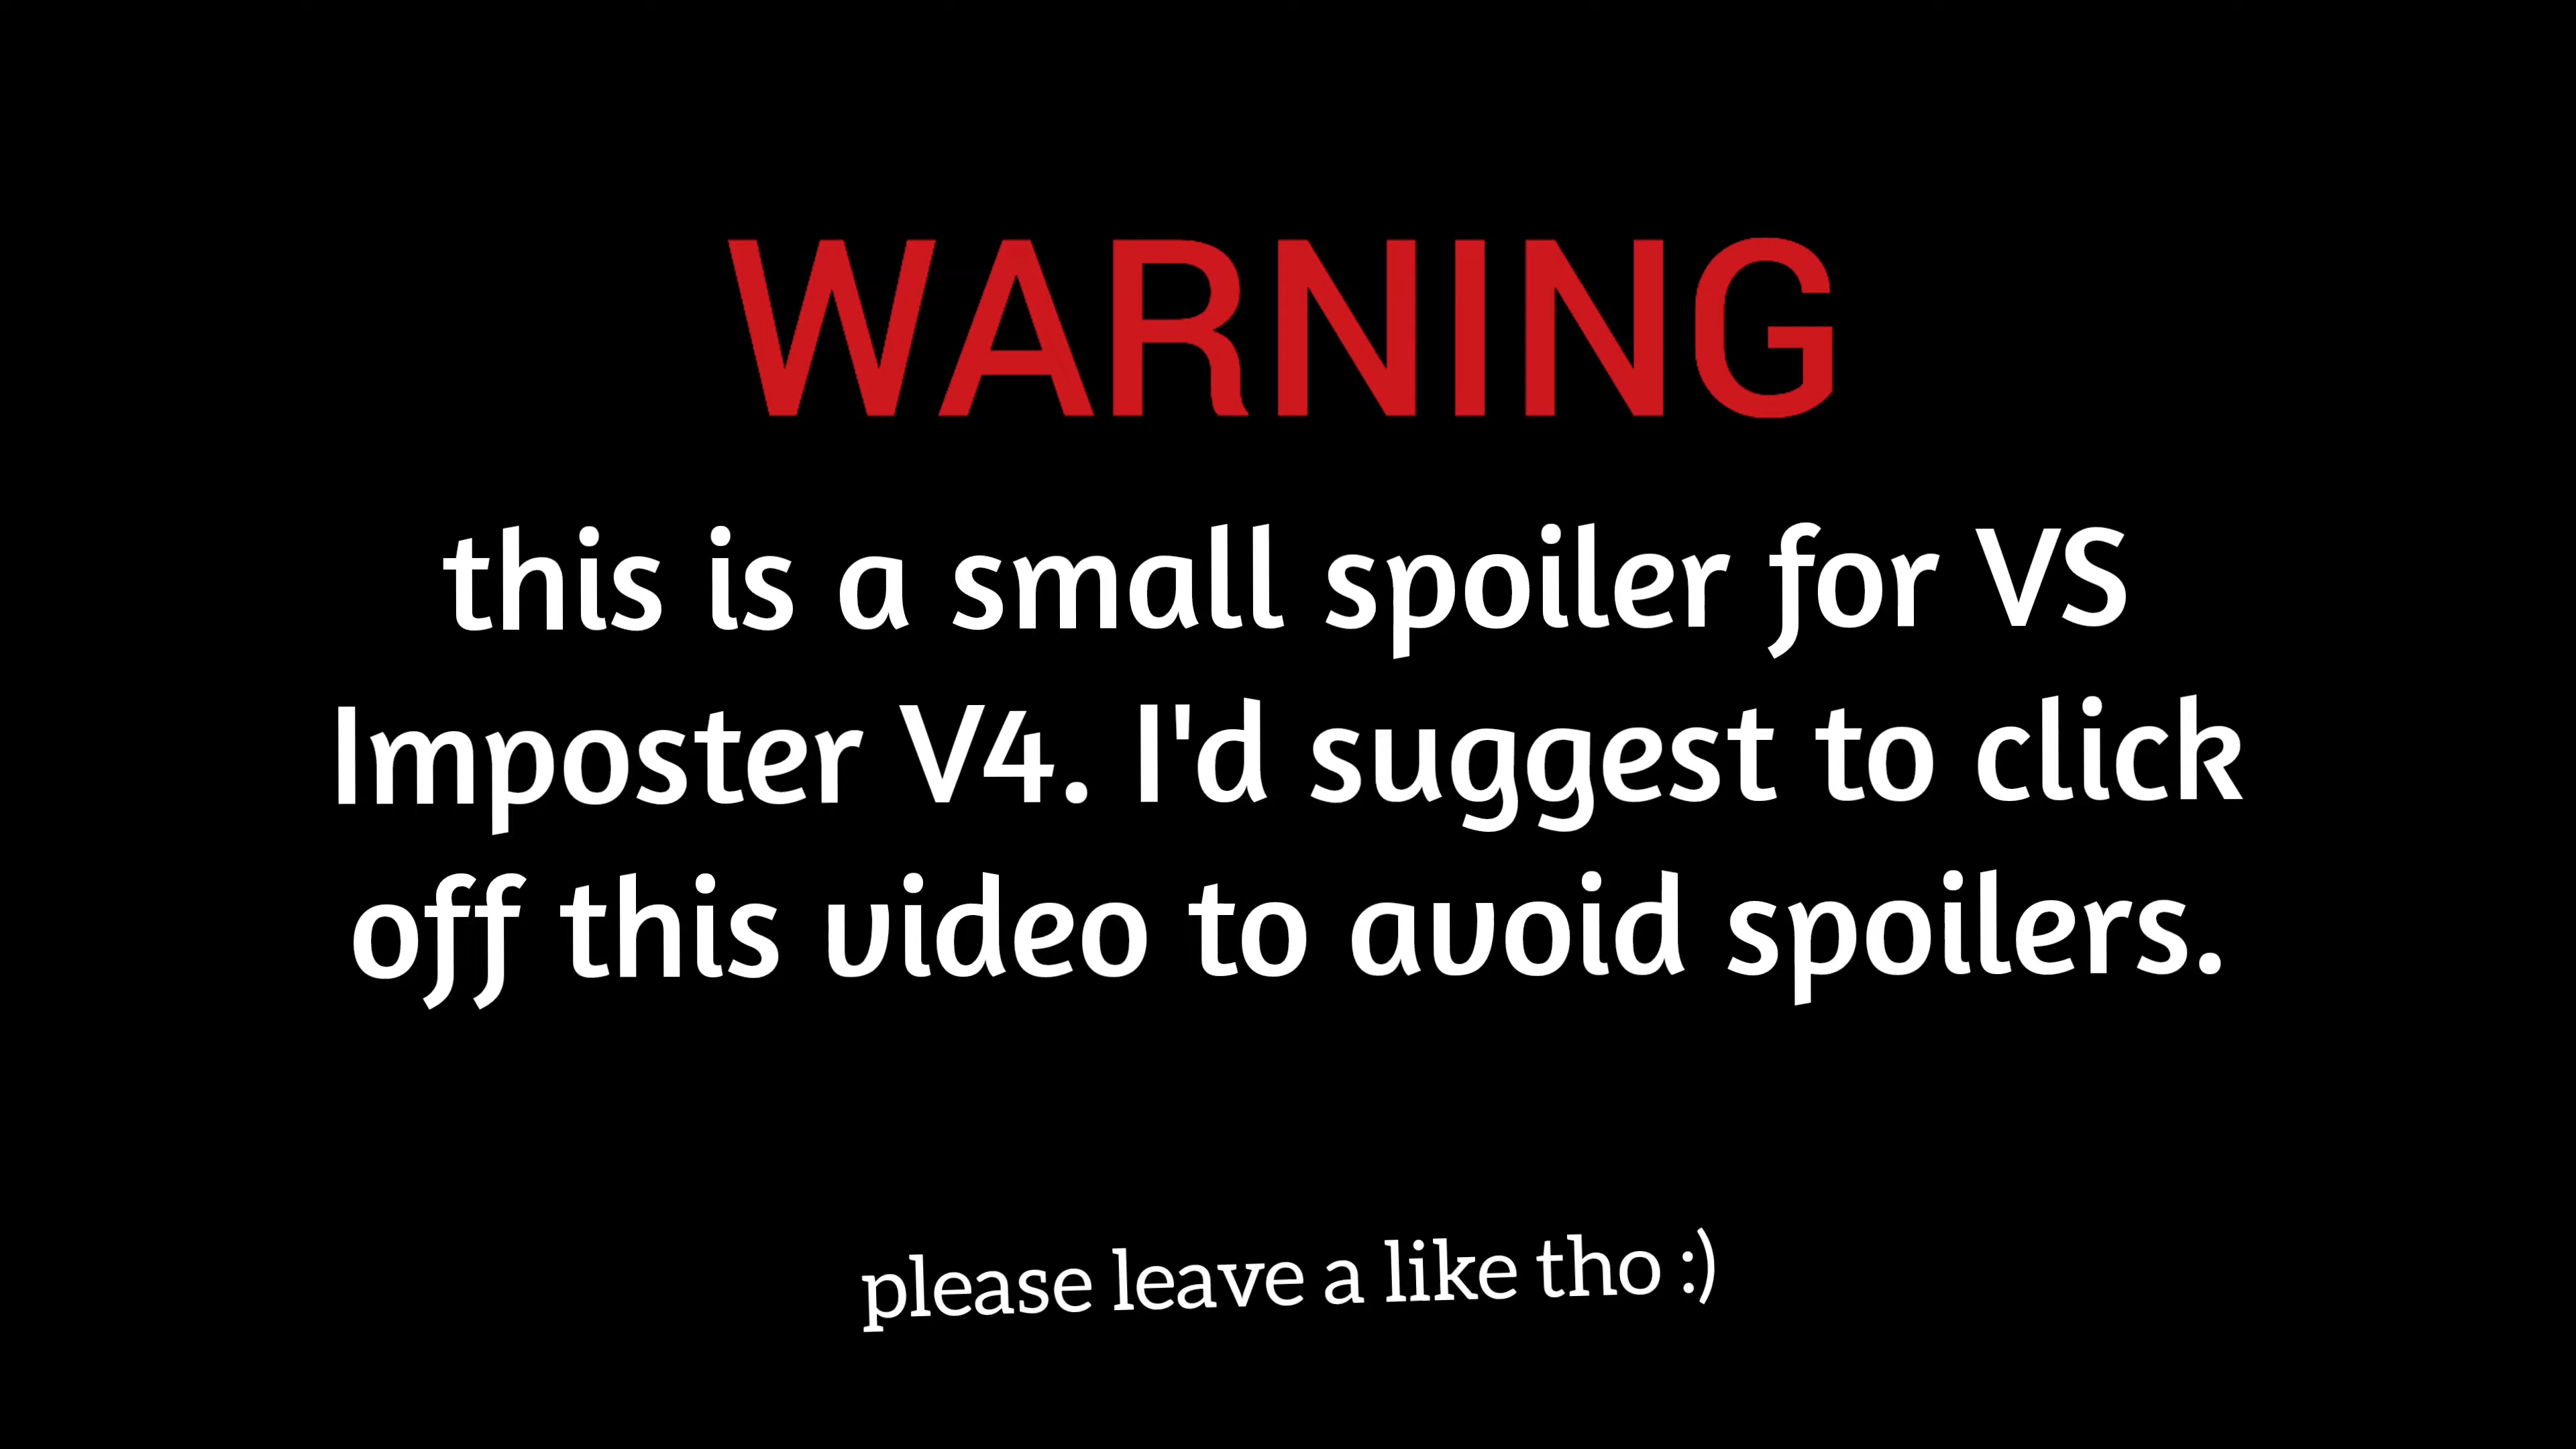 WARNING
this is a small spoiler for VS
Imposter V4. I'd suggest to click
off this video to avoid spoilers.
please leave a like tho :)